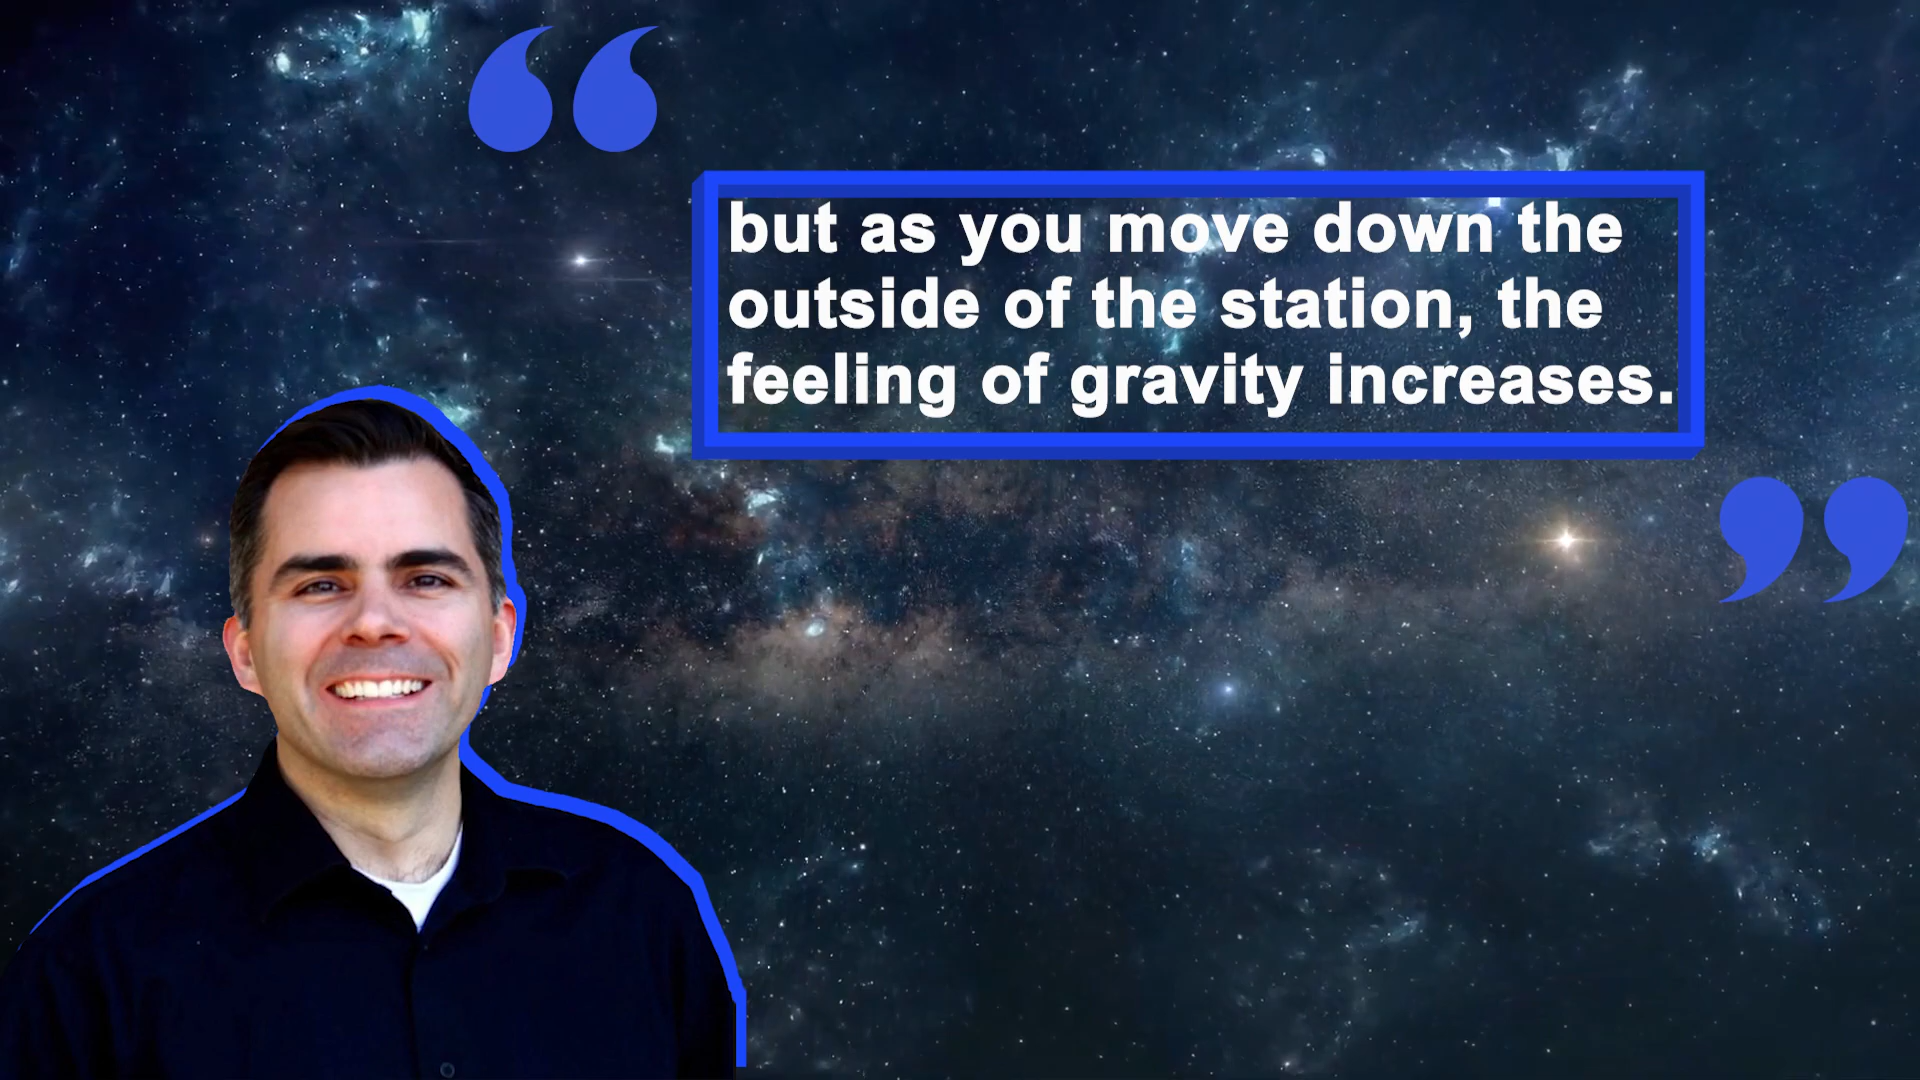 but as you move down the
outside of the station, the
feeling of gravity increases.